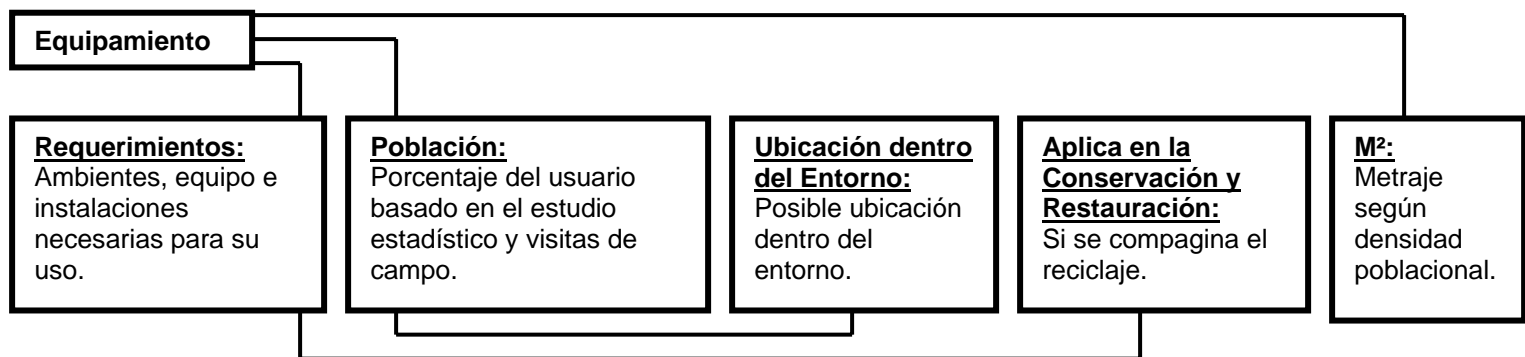 Equipamiento
Requerimientos:
Ambientes, equipo e
instalaciones
necesarias para su
uso.
Población:
Porcentaje del usuario
basado en el estudio
estadístico y visitas de
campo.
Ubicación dentro
del Entorno:
Posible ubicación
dentro del
entorno.
Aplica en la
Conservación y
Restauración:
Si se compagina el
reciclaje.
M²:
Metraje
según
densidad
poblacional.